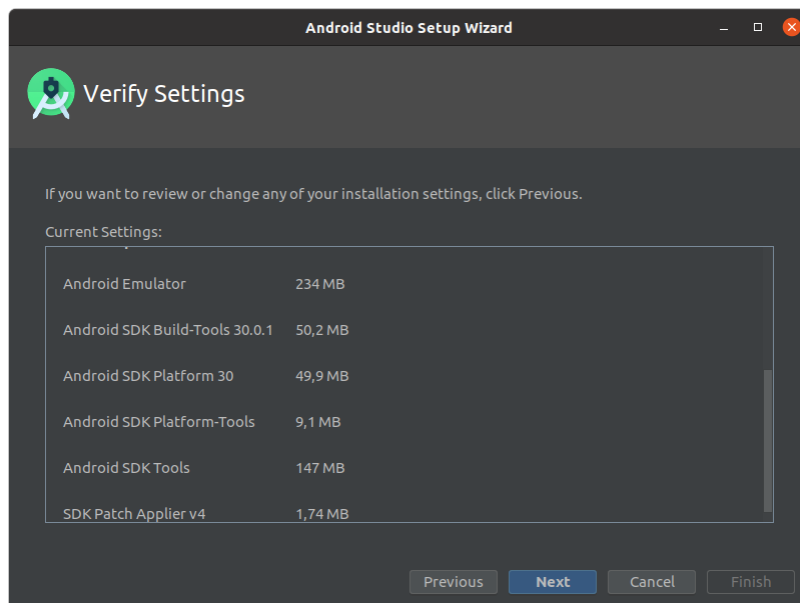 Android Studio Setup Wizard
Verify Settings
If you want to review or change any of your installation settings, click Previous.
Current Settings:
Android Emulator 234 MB
Android SDK Build-Tools 30.0.1 50,2 MB
Android SDK Platform 30 49,9 MB
Android SDK Platform-Tools 9,1 MB
Android SDK Tools 147 MB
SDK Patch Applier v4 1,74 MB
Previous Next Cancel Finish